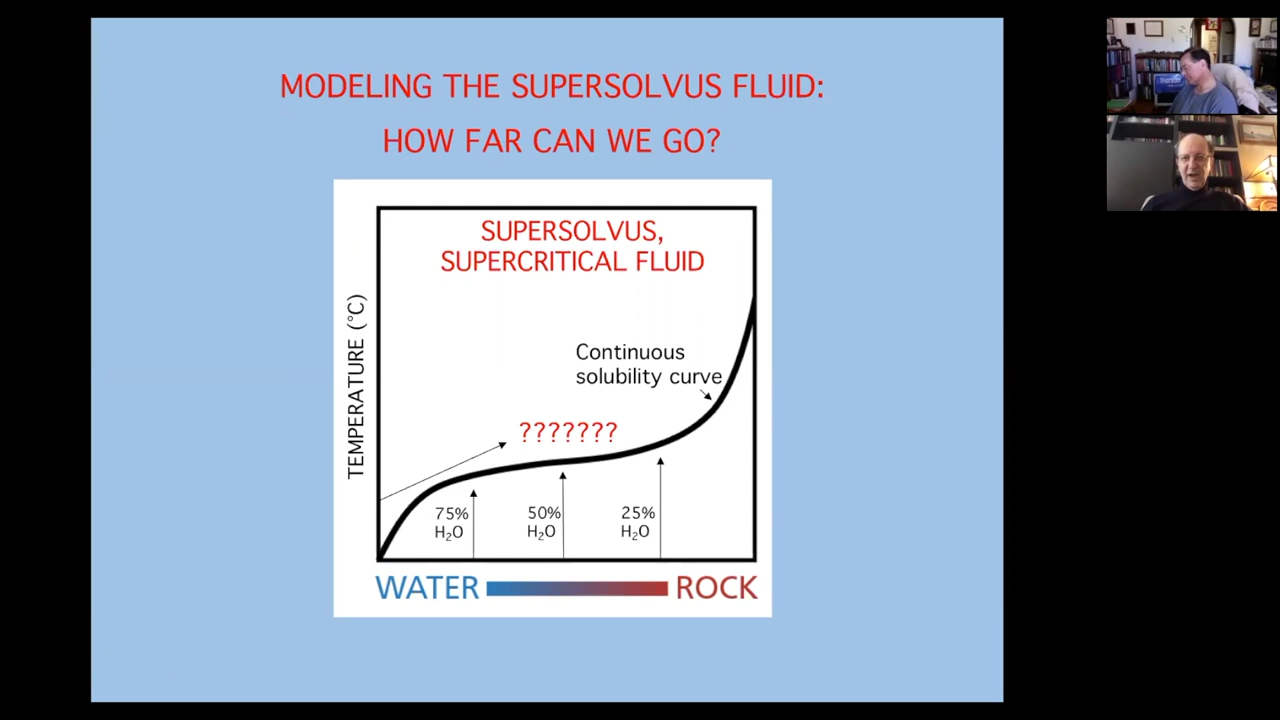 MODELING THE SUPERSOLVUS FLUID:
HOW FAR CAN WE GO?
SUPERSOLVUS,
SUPERCRITICAL FLUID
TEMPERATURE (°C)
Continuous
solubility curve
???????
75%
H₂O
50%
H₂O
25%
H₂O
WATER
ROCK